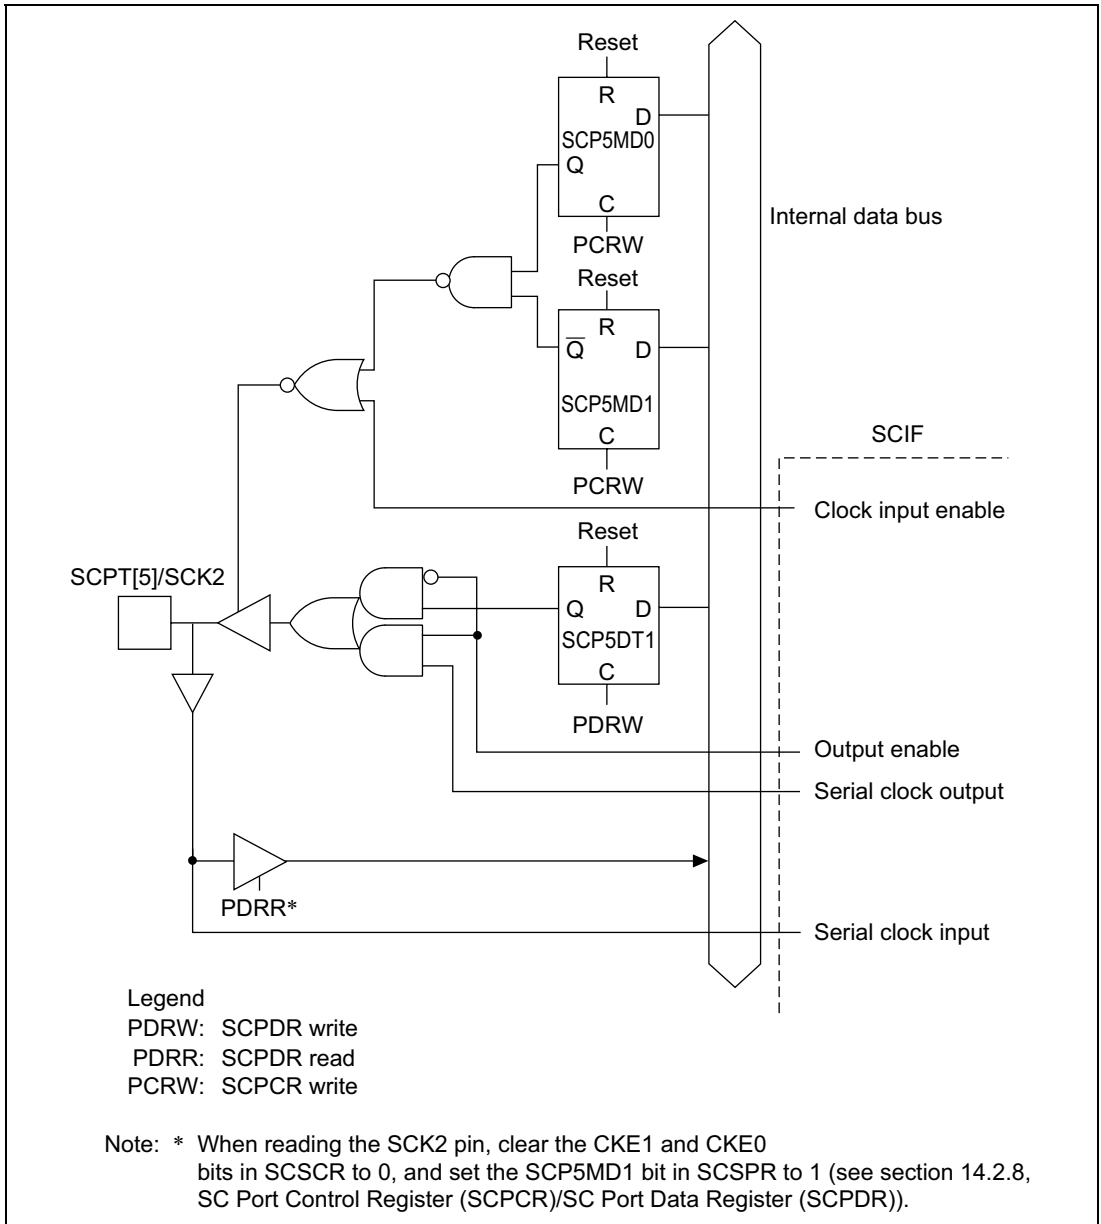 Reset
R
D
SCP5MD0
Q
C
PCRW
Internal data bus
Reset
R
Q̅ D
SCP5MD1
C
PCRW
SCIF
Clock input enable
Reset
SCPT[5]/SCK2
R
Q D
SCP5DT1
C
PDRW
Output enable
Serial clock output
PDRR*
Serial clock input
Legend
PDRW: SCPDR write
PDRR: SCPDR read
PCRW: SCPCR write
Note: * When reading the SCK2 pin, clear the CKE1 and CKE0
bits in SCSCR to 0, and set the SCP5MD1 bit in SCSPR to 1 (see section 14.2.8,
SC Port Control Register (SCPCR)/SC Port Data Register (SCPDR)).